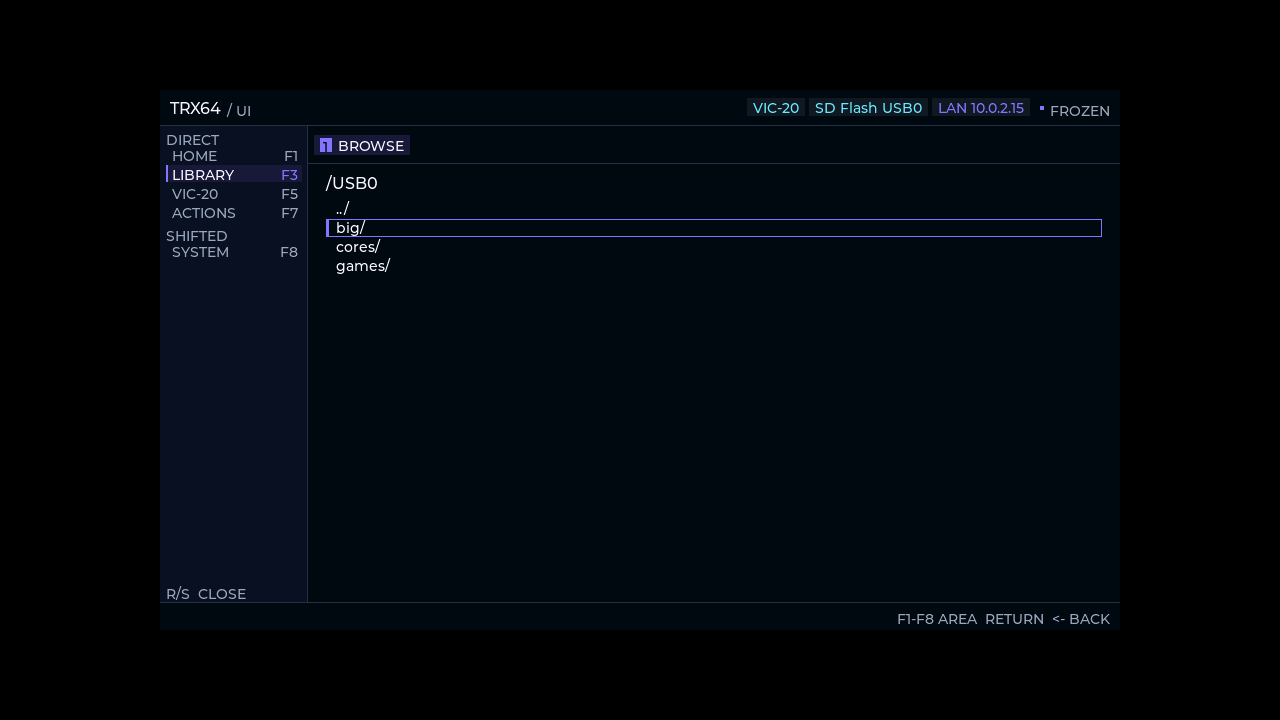 TRX64 / UI VIC-20 SD Flash USB0 LAN 10.0.2.15 FROZEN
DIRECT
HOME F1
LIBRARY F3
VIC-20 F5
ACTIONS F7
SHIFTED
SYSTEM F8
R/S CLOSE
1 BROWSE
/USB0
../
big/
cores/
games/
F1-F8 AREA RETURN <- BACK